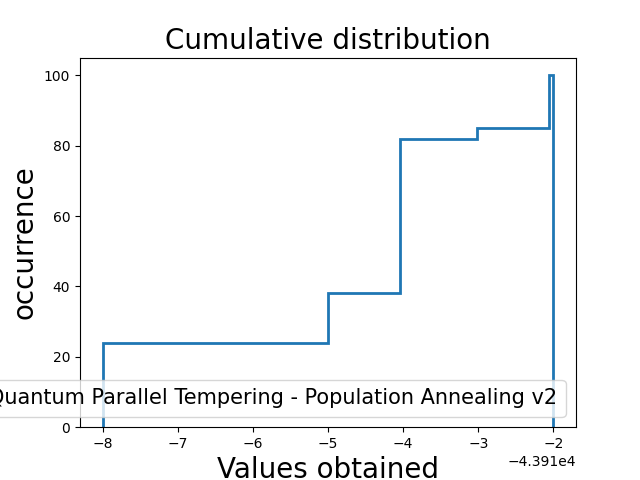 Cumulative distribution
100
80
60
40
20
0
occurrence
Quantum Parallel Tempering - Population Annealing v2
−8 −7 −6 −5 −4 −3 −2
−4.391e4
Values obtained